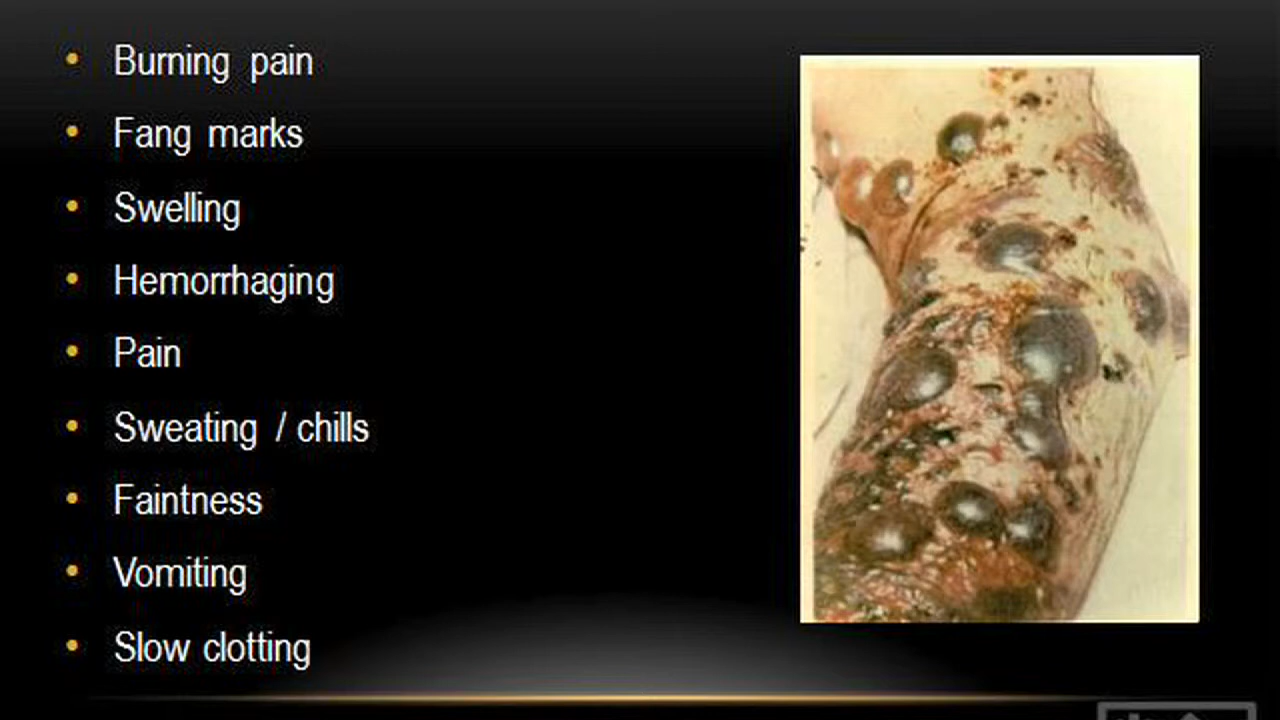 • Burning pain
• Fang marks
• Swelling
• Hemorrhaging
• Pain
• Sweating / chills
• Faintness
• Vomiting
• Slow clotting